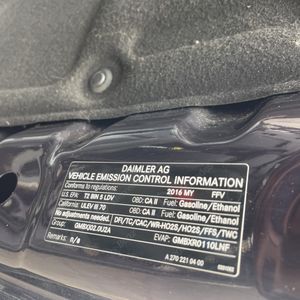 DAIMLER AG
VEHICLE EMISSION CONTROL INFORMATION
Conforms to regulations: 2016 MY FFV
U.S. EPA: T2 BIN 5 LDV OBD: CA II Fuel: Gasoline/Ethanol
California: ULEV III 70 OBD: CA II Fuel: Gasoline/Ethanol
No adjustments needed. DFI/TC/CAC/WR-HO2S/HO2S/FFS/TWC
Group: GMBXJ02.0U2A EVAP: GMBXR0110LNF
Remarks: n/a
A 270 221 04 00